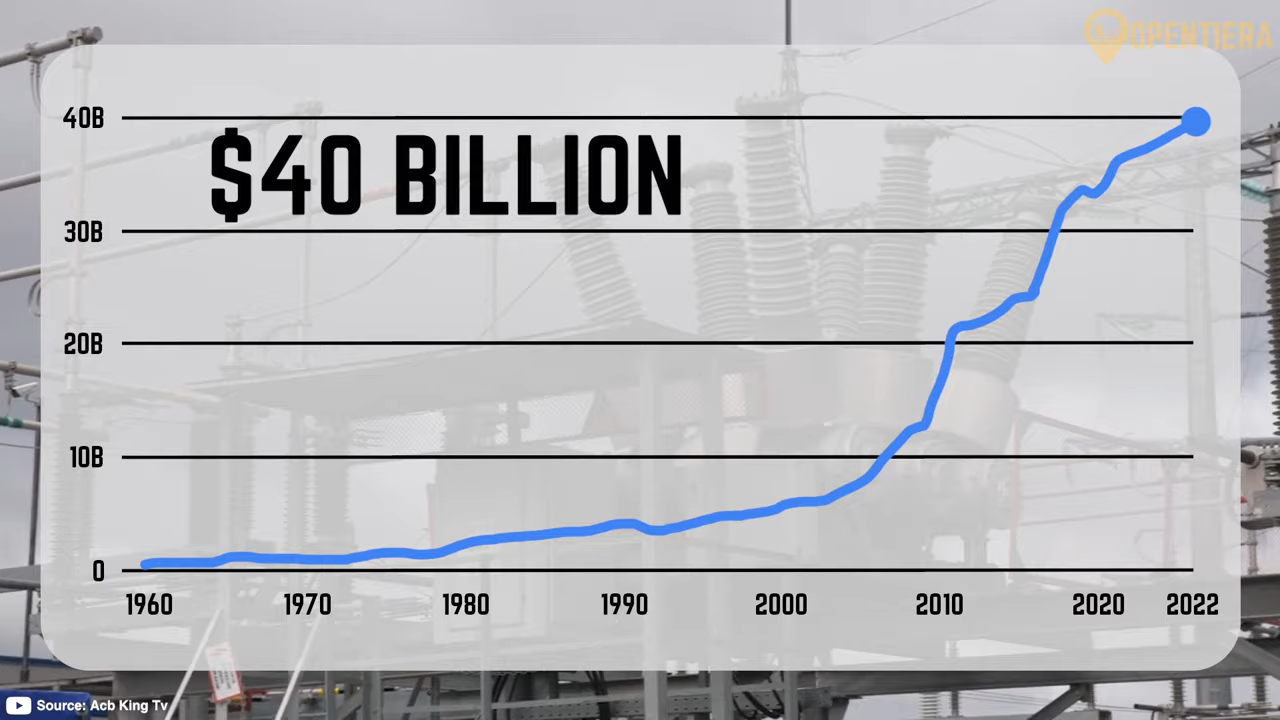 OPENTIERA
40B
$40 BILLION
30B
20B
10B
0
1960 1970 1980 1990 2000 2010 2020 2022
Source: Acb King Tv